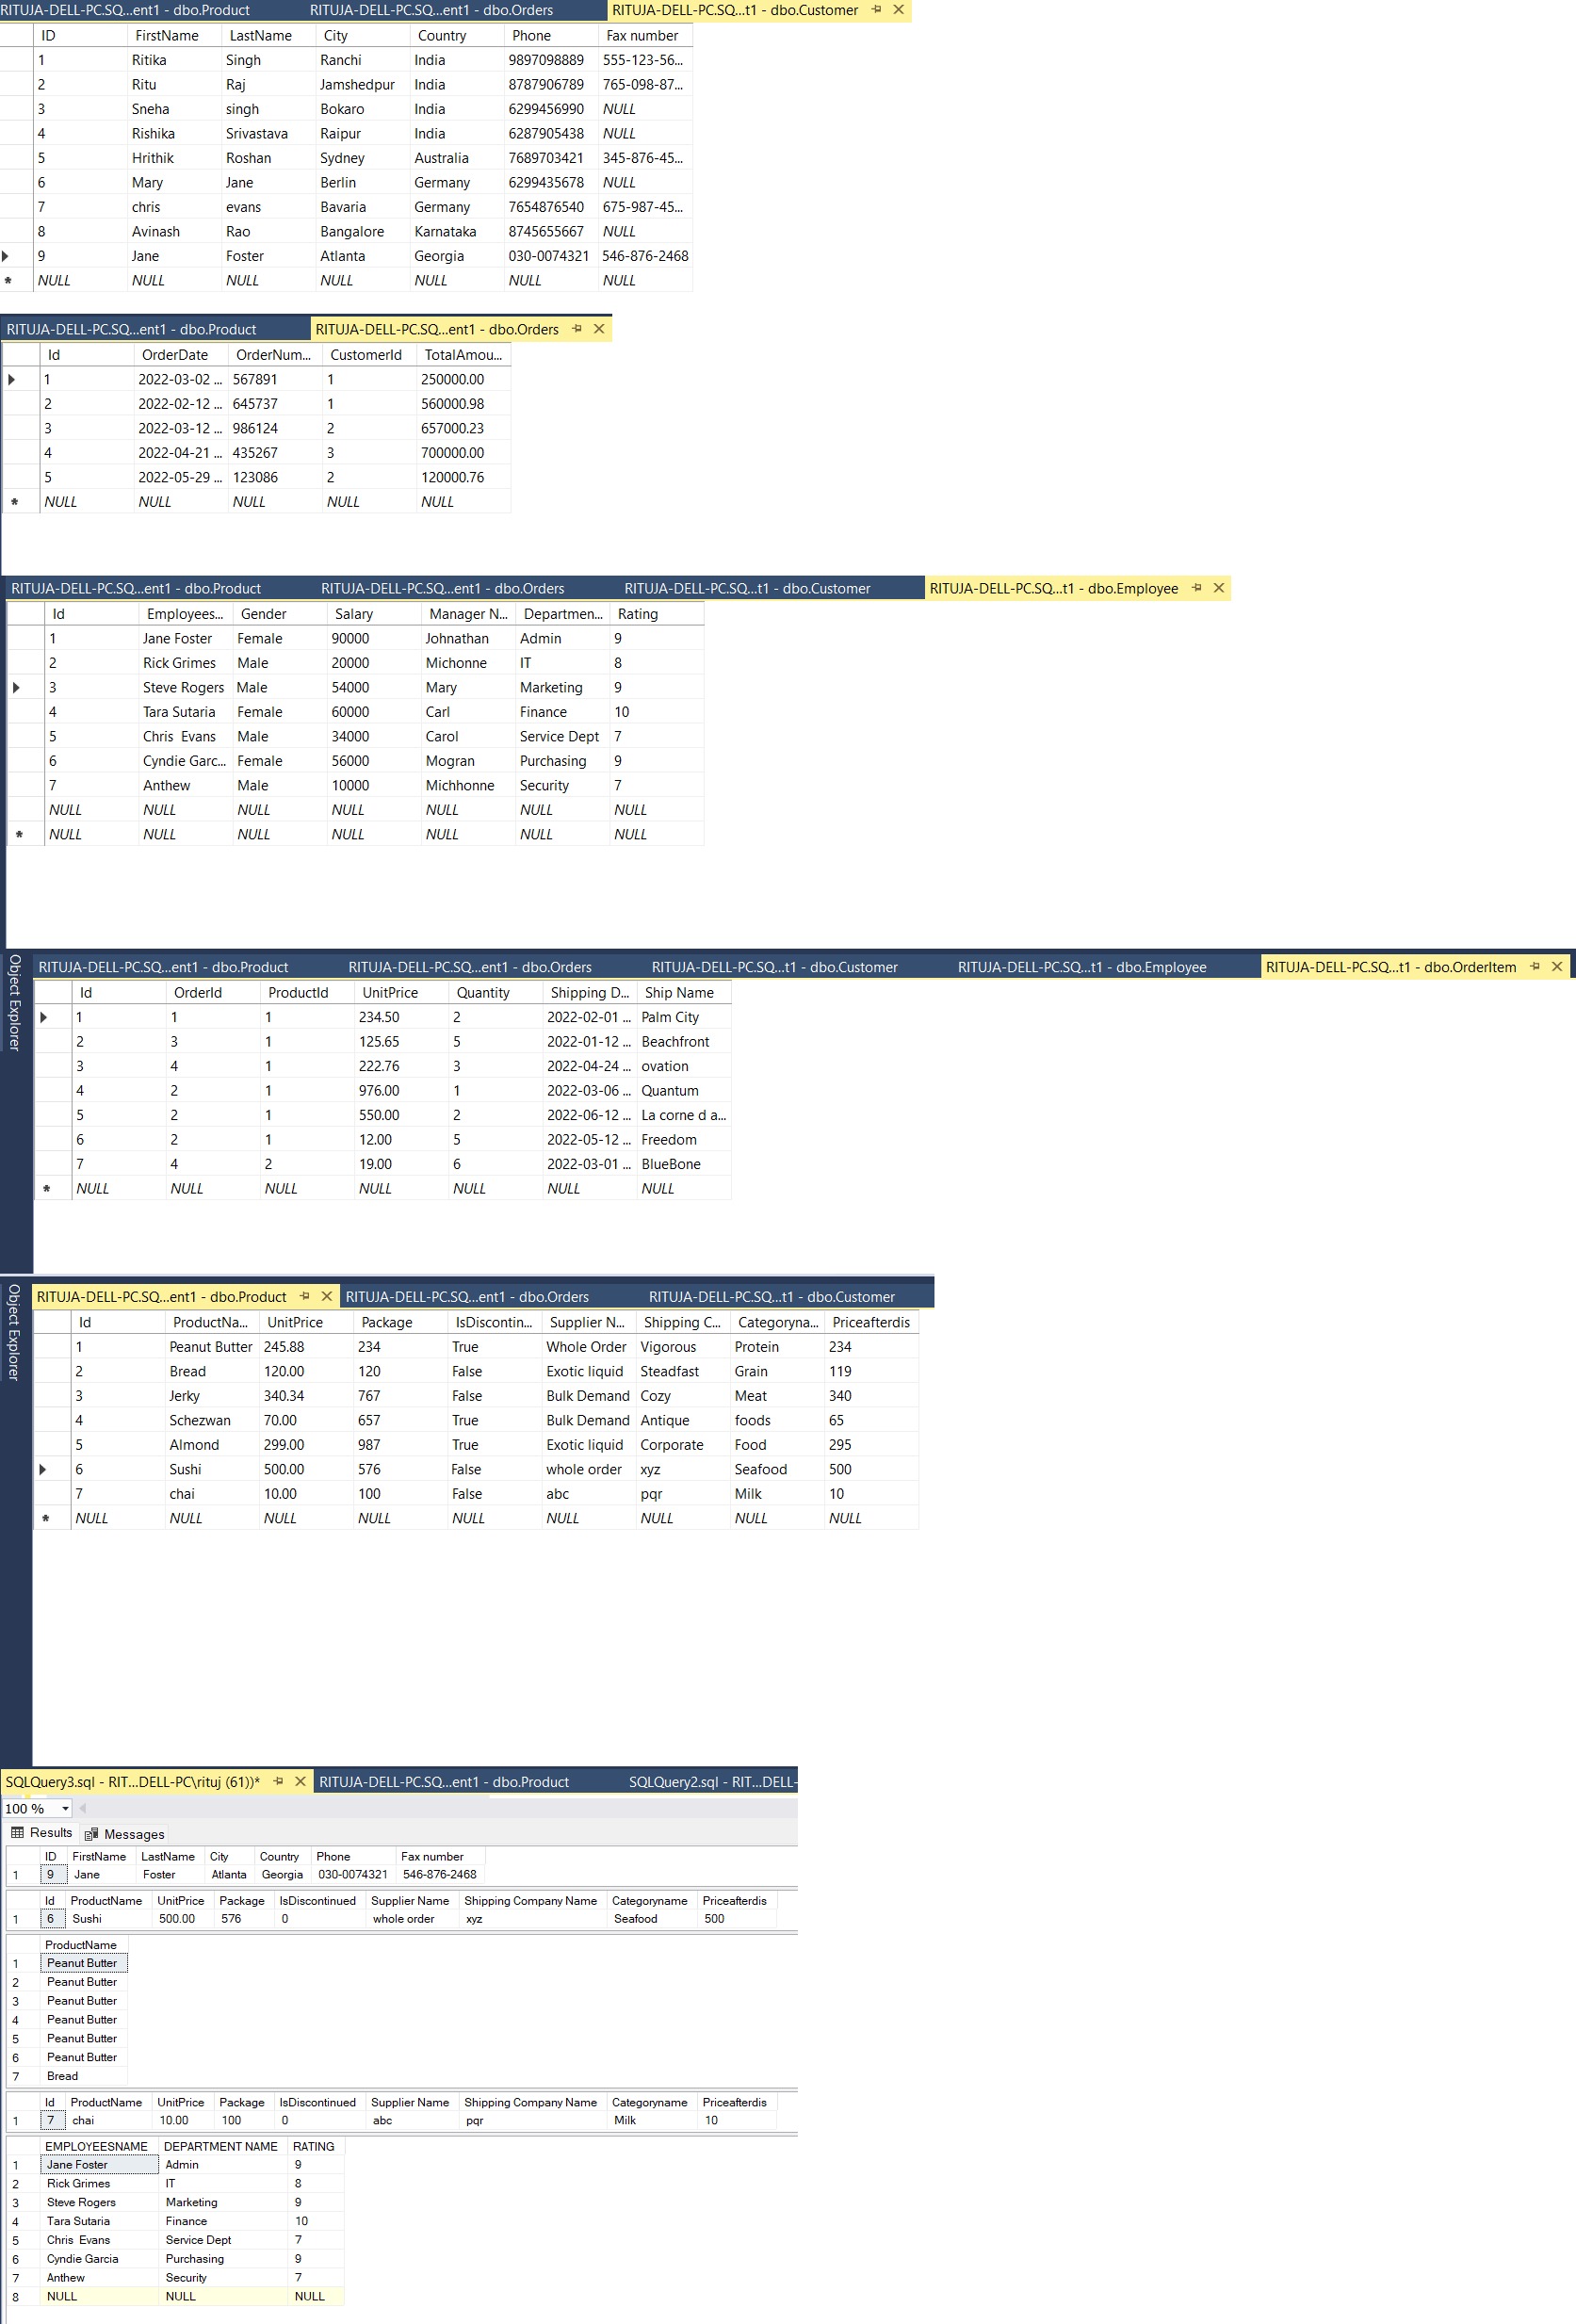 RITUJA-DELL-PC.SQ...ent1 - dbo.Product RITUJA-DELL-PC.SQ...ent1 - dbo.Orders RITUJA-DELL-PC.SQ...t1 - dbo.Customer
ID FirstName LastName City Country Phone Fax number
1 Ritika Singh Ranchi India 9897098889 555-123-56...
2 Ritu Raj Jamshedpur India 8787906789 765-098-87...
3 Sneha singh Bokaro India 6299456990 NULL
4 Rishika Srivastava Raipur India 6287905438 NULL
5 Hrithik Roshan Sydney Australia 7689703421 345-876-45...
6 Mary Jane Berlin Germany 6299435678 NULL
7 chris evans Bavaria Germany 7654876540 675-987-45...
8 Avinash Rao Bangalore Karnataka 8745655667 NULL
9 Jane Foster Atlanta Georgia 030-0074321 546-876-2468
NULL NULL NULL NULL NULL NULL NULL
RITUJA-DELL-PC.SQ...ent1 - dbo.Product RITUJA-DELL-PC.SQ...ent1 - dbo.Orders
Id OrderDate OrderNum... CustomerId TotalAmou...
1 2022-03-02 ... 567891 1 250000.00
2 2022-02-12 ... 645737 1 560000.98
3 2022-03-12 ... 986124 2 657000.23
4 2022-04-21 ... 435267 3 700000.00
5 2022-05-29 ... 123086 2 120000.76
NULL NULL NULL NULL NULL
RITUJA-DELL-PC.SQ...ent1 - dbo.Product RITUJA-DELL-PC.SQ...ent1 - dbo.Orders RITUJA-DELL-PC.SQ...t1 - dbo.Customer RITUJA-DELL-PC.SQ...t1 - dbo.Employee
Id Employees... Gender Salary Manager N... Departmen... Rating
1 Jane Foster Female 90000 Johnathan Admin 9
2 Rick Grimes Male 20000 Michonne IT 8
3 Steve Rogers Male 54000 Mary Marketing 9
4 Tara Sutaria Female 60000 Carl Finance 10
5 Chris  Evans Male 34000 Carol Service Dept 7
6 Cyndie Garc... Female 56000 Mogran Purchasing 9
7 Anthew Male 10000 Michhonne Security 7
NULL NULL NULL NULL NULL NULL NULL
NULL NULL NULL NULL NULL NULL NULL
Object Explorer
RITUJA-DELL-PC.SQ...ent1 - dbo.Product RITUJA-DELL-PC.SQ...ent1 - dbo.Orders RITUJA-DELL-PC.SQ...t1 - dbo.Customer RITUJA-DELL-PC.SQ...t1 - dbo.Employee RITUJA-DELL-PC.SQ...t1 - dbo.OrderItem
Id OrderId ProductId UnitPrice Quantity Shipping D... Ship Name
1 1 1 234.50 2 2022-02-01 ... Palm City
2 3 1 125.65 5 2022-01-12 ... Beachfront
3 4 1 222.76 3 2022-04-24 ... ovation
4 2 1 976.00 1 2022-03-06 ... Quantum
5 2 1 550.00 2 2022-06-12 ... La corne d a...
6 2 1 12.00 5 2022-05-12 ... Freedom
7 4 2 19.00 6 2022-03-01 ... BlueBone
NULL NULL NULL NULL NULL NULL NULL
Object Explorer
RITUJA-DELL-PC.SQ...ent1 - dbo.Product RITUJA-DELL-PC.SQ...ent1 - dbo.Orders RITUJA-DELL-PC.SQ...t1 - dbo.Customer
Id ProductNa... UnitPrice Package IsDiscontin... Supplier N... Shipping C... Categoryna... Priceafterdis
1 Peanut Butter 245.88 234 True Whole Order Vigorous Protein 234
2 Bread 120.00 120 False Exotic liquid Steadfast Grain 119
3 Jerky 340.34 767 False Bulk Demand Cozy Meat 340
4 Schezwan 70.00 657 True Bulk Demand Antique foods 65
5 Almond 299.00 987 True Exotic liquid Corporate Food 295
6 Sushi 500.00 576 False whole order xyz Seafood 500
7 chai 10.00 100 False abc pqr Milk 10
NULL NULL NULL NULL NULL NULL NULL NULL NULL
SQLQuery3.sql - RIT...DELL-PC\rituj (61))* RITUJA-DELL-PC.SQ...ent1 - dbo.Product SQLQuery2.sql - RIT...DELL-
100 %
Results Messages
ID FirstName LastName City Country Phone Fax number
1 9 Jane Foster Atlanta Georgia 030-0074321 546-876-2468
Id ProductName UnitPrice Package IsDiscontinued Supplier Name Shipping Company Name Categoryname Priceafterdis
1 6 Sushi 500.00 576 0 whole order xyz Seafood 500
ProductName
1 Peanut Butter
2 Peanut Butter
3 Peanut Butter
4 Peanut Butter
5 Peanut Butter
6 Peanut Butter
7 Bread
Id ProductName UnitPrice Package IsDiscontinued Supplier Name Shipping Company Name Categoryname Priceafterdis
1 7 chai 10.00 100 0 abc pqr Milk 10
EMPLOYEESNAME DEPARTMENT NAME RATING
1 Jane Foster Admin 9
2 Rick Grimes IT 8
3 Steve Rogers Marketing 9
4 Tara Sutaria Finance 10
5 Chris  Evans Service Dept 7
6 Cyndie Garcia Purchasing 9
7 Anthew Security 7
8 NULL NULL NULL